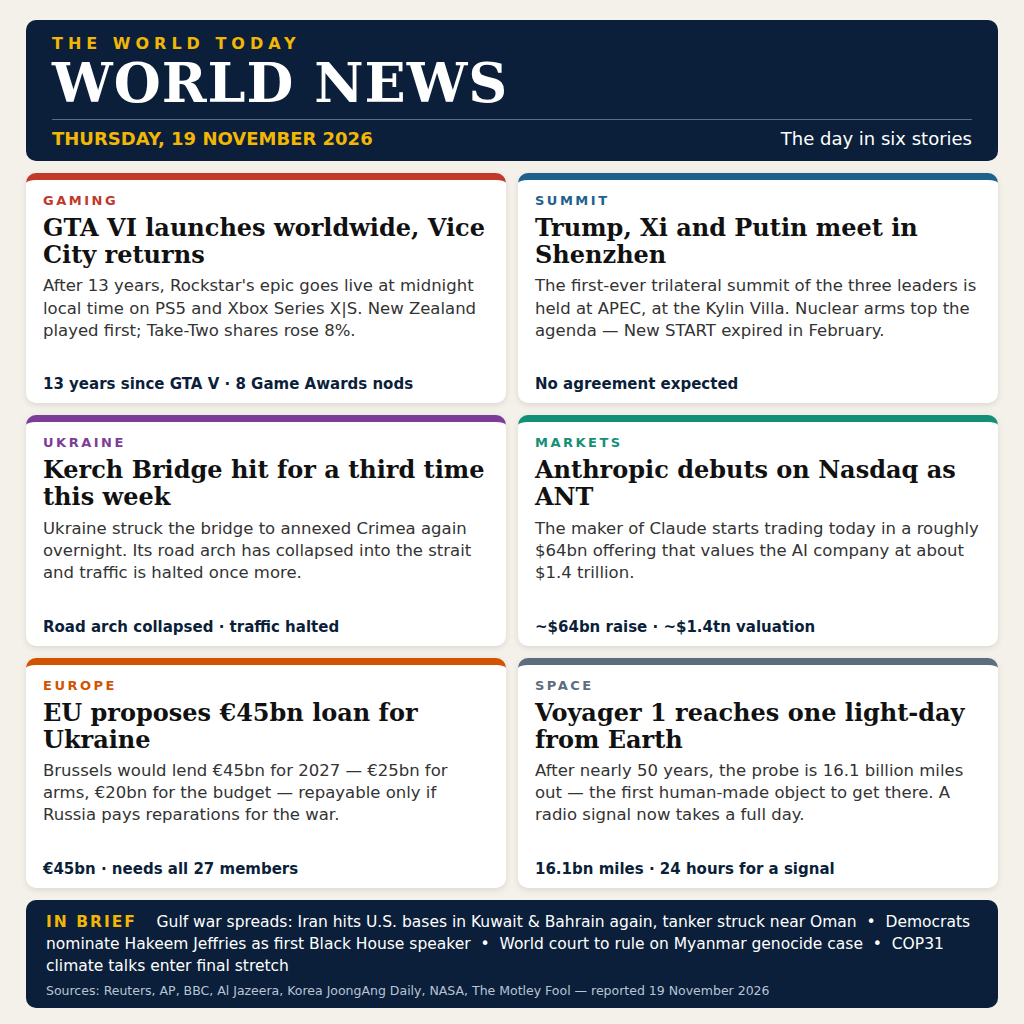 THE WORLD TODAY
WORLD NEWS
THURSDAY, 19 NOVEMBER 2026
The day in six stories
GAMING
GTA VI launches worldwide, Vice
City returns
After 13 years, Rockstar's epic goes live at midnight
local time on PS5 and Xbox Series X|S. New Zealand
played first; Take-Two shares rose 8%.
13 years since GTA V · 8 Game Awards nods
SUMMIT
Trump, Xi and Putin meet in
Shenzhen
The first-ever trilateral summit of the three leaders is
held at APEC, at the Kylin Villa. Nuclear arms top the
agenda — New START expired in February.
No agreement expected
UKRAINE
Kerch Bridge hit for a third time
this week
Ukraine struck the bridge to annexed Crimea again
overnight. Its road arch has collapsed into the strait
and traffic is halted once more.
Road arch collapsed · traffic halted
MARKETS
Anthropic debuts on Nasdaq as
ANT
The maker of Claude starts trading today in a roughly
$64bn offering that values the AI company at about
$1.4 trillion.
~$64bn raise · ~$1.4tn valuation
EUROPE
EU proposes €45bn loan for
Ukraine
Brussels would lend €45bn for 2027 — €25bn for
arms, €20bn for the budget — repayable only if
Russia pays reparations for the war.
€45bn · needs all 27 members
SPACE
Voyager 1 reaches one light-day
from Earth
After nearly 50 years, the probe is 16.1 billion miles
out — the first human-made object to get there. A
radio signal now takes a full day.
16.1bn miles · 24 hours for a signal
IN BRIEF Gulf war spreads: Iran hits U.S. bases in Kuwait & Bahrain again, tanker struck near Oman • Democrats
nominate Hakeem Jeffries as first Black House speaker • World court to rule on Myanmar genocide case • COP31
climate talks enter final stretch
Sources: Reuters, AP, BBC, Al Jazeera, Korea JoongAng Daily, NASA, The Motley Fool — reported 19 November 2026